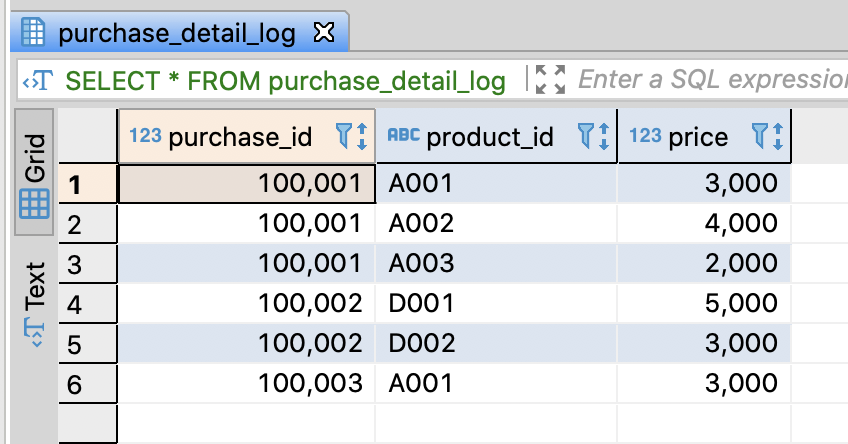 purchase_detail_log
SELECT * FROM purchase_detail_log Enter a SQL expression
Grid
Text
123 purchase_id ABC product_id 123 price
1 100,001 A001 3,000
2 100,001 A002 4,000
3 100,001 A003 2,000
4 100,002 D001 5,000
5 100,002 D002 3,000
6 100,003 A001 3,000